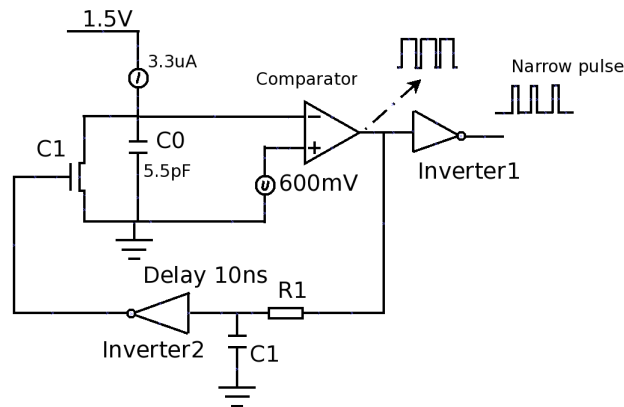 1.5V
3.3uA
Comparator
Narrow pulse
C1
C0
5.5pF
I
−
+
U
600mV
Inverter1
Delay 10ns
R1
Inverter2
C1